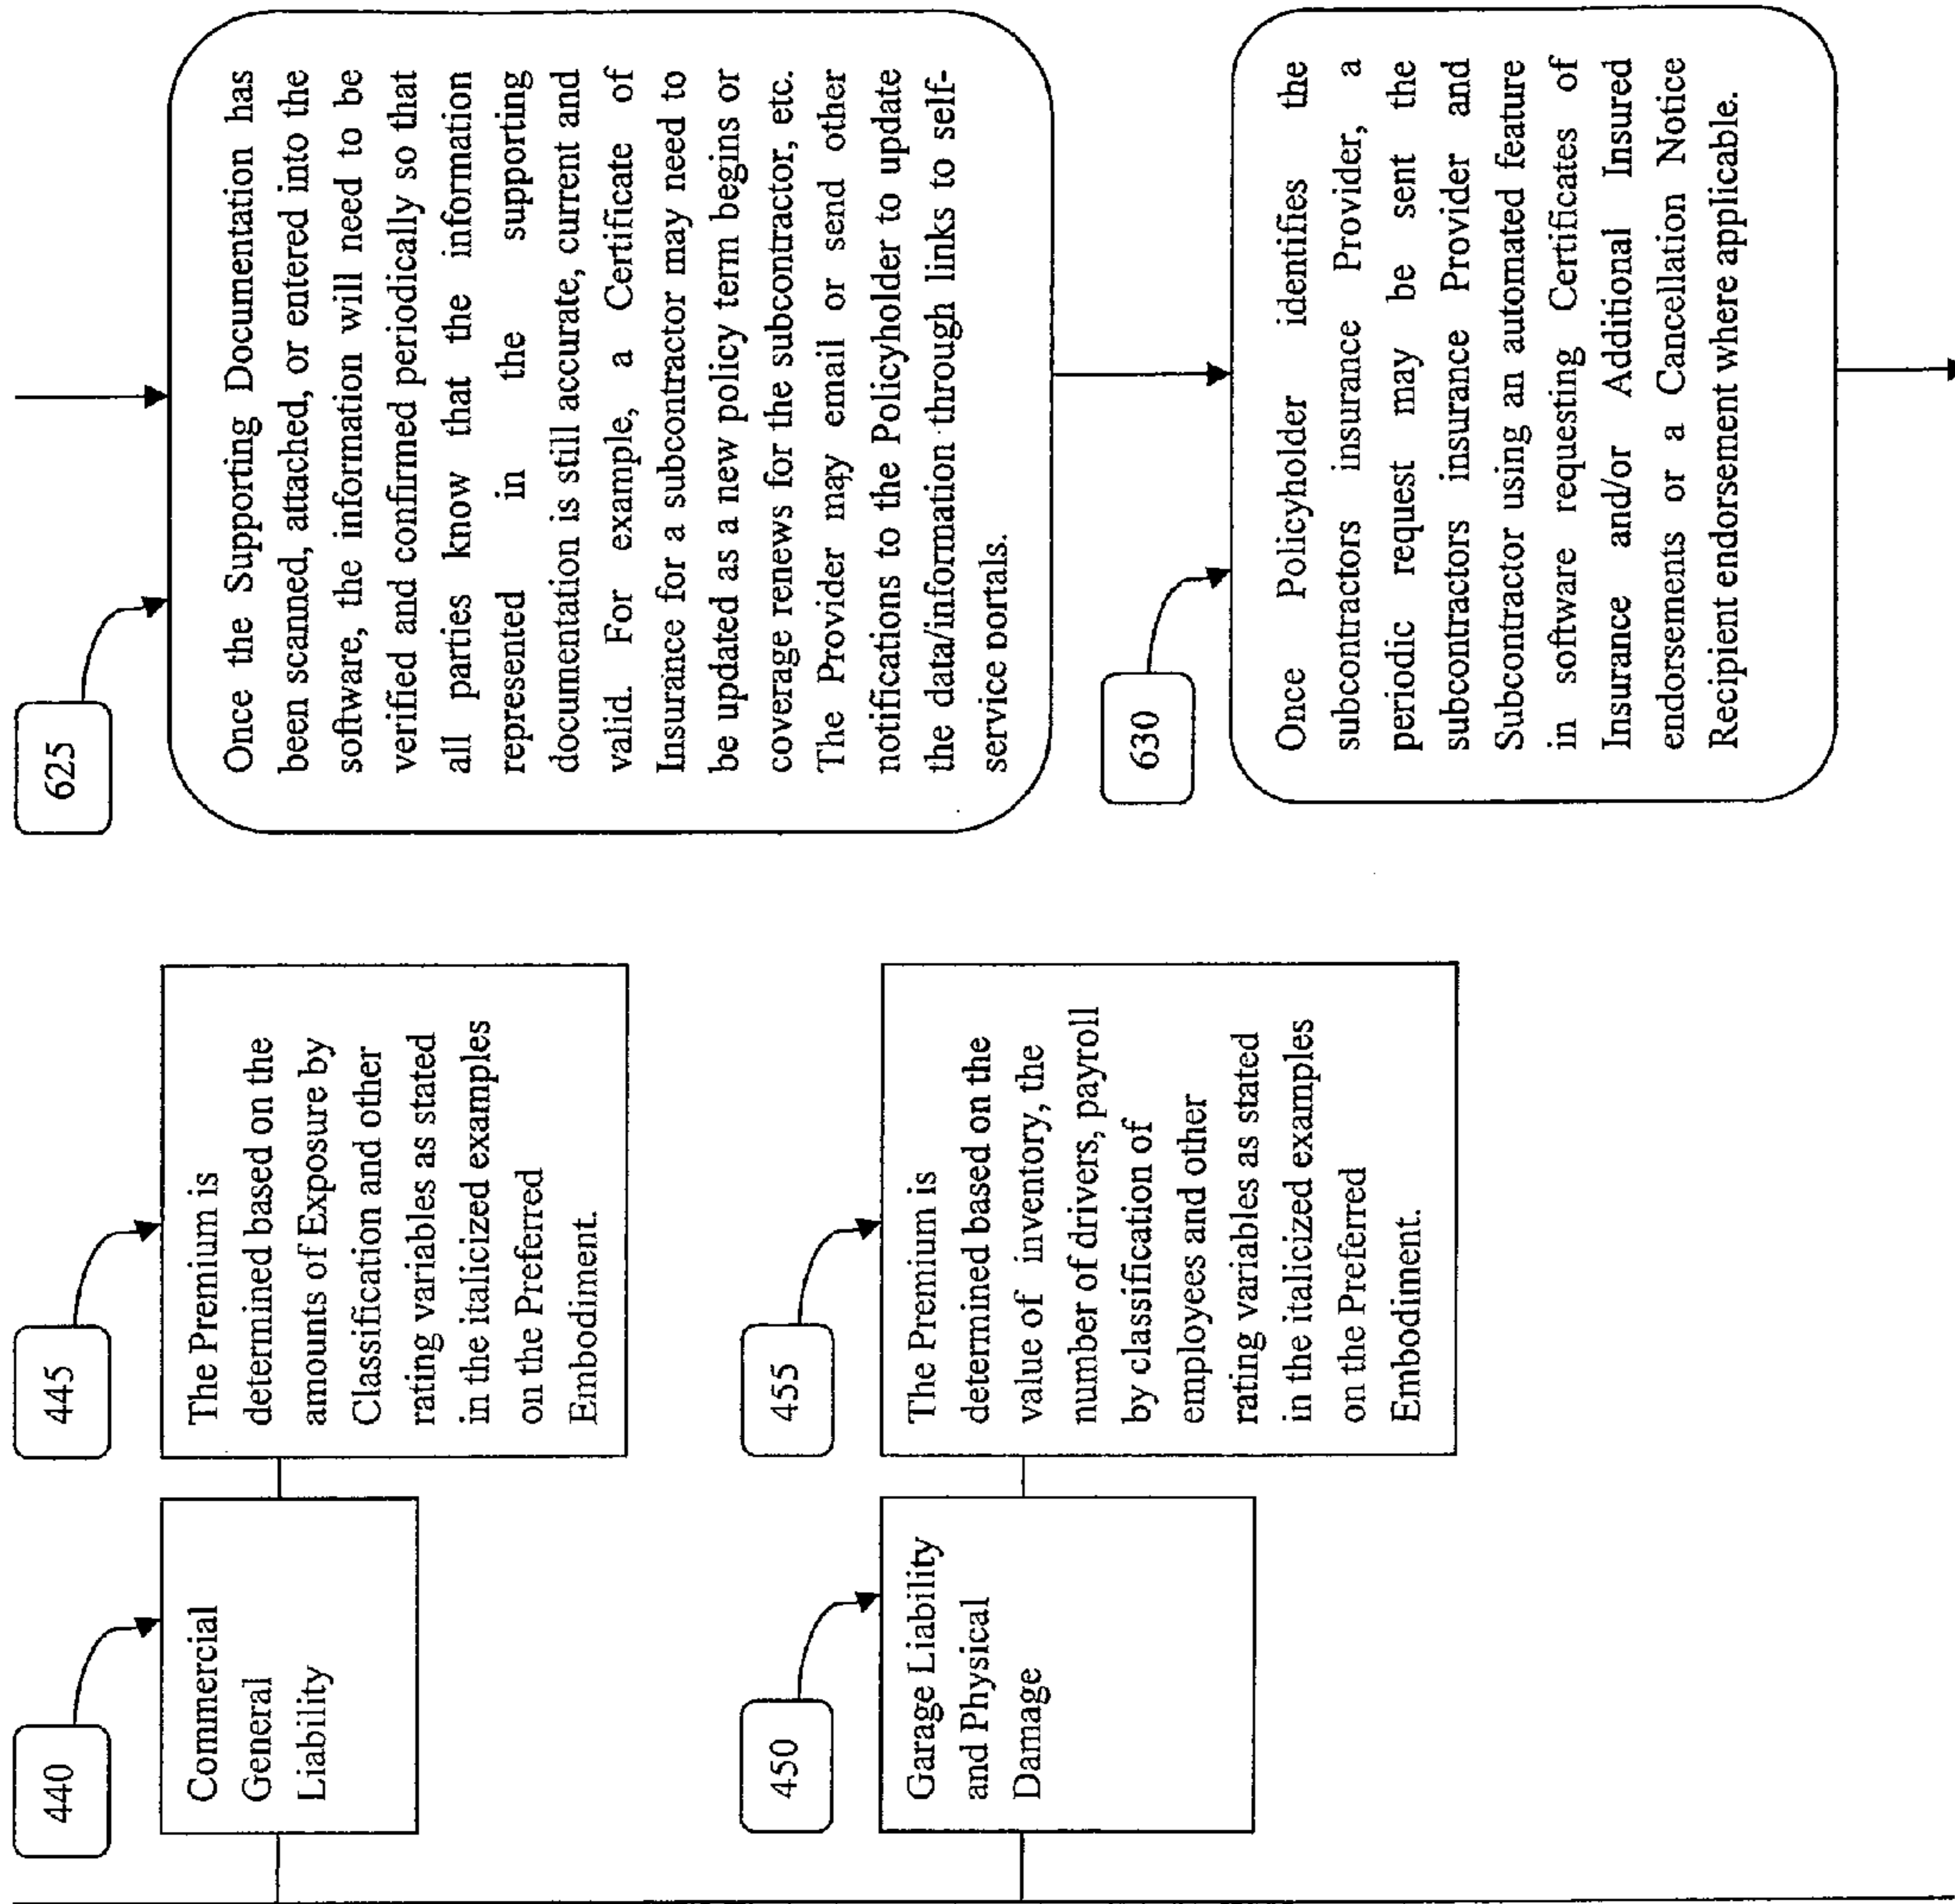 440
Commercial
General
Liability
445
The Premium is
determined based on the
amounts of Exposure by
Classification and other
rating variables as stated
in the italicized examples
on the Preferred
Embodiment.
450
Garage Liability
and Physical
Damage
455
The Premium is
determined based on the
value of inventory, the
number of drivers, payroll
by classification of
employees and other
rating variables as stated
in the italicized examples
on the Preferred
Embodiment.
625
Once the Supporting Documentation has
been scanned, attached, or entered into the
software, the information will need to be
verified and confirmed periodically so that
all parties know that the information
represented in the supporting
documentation is still accurate, current and
valid. For example, a Certificate of
Insurance for a subcontractor may need to
be updated as a new policy term begins or
coverage renews for the subcontractor, etc.
The Provider may email or send other
notifications to the Policyholder to update
the data/information through links to self-
service portals.
630
Once Policyholder identifies the
subcontractors insurance Provider, a
periodic request may be sent the
subcontractors insurance Provider and
Subcontractor using an automated feature
in software requesting Certificates of
Insurance and/or Additional Insured
endorsements or a Cancellation Notice
Recipient endorsement where applicable.